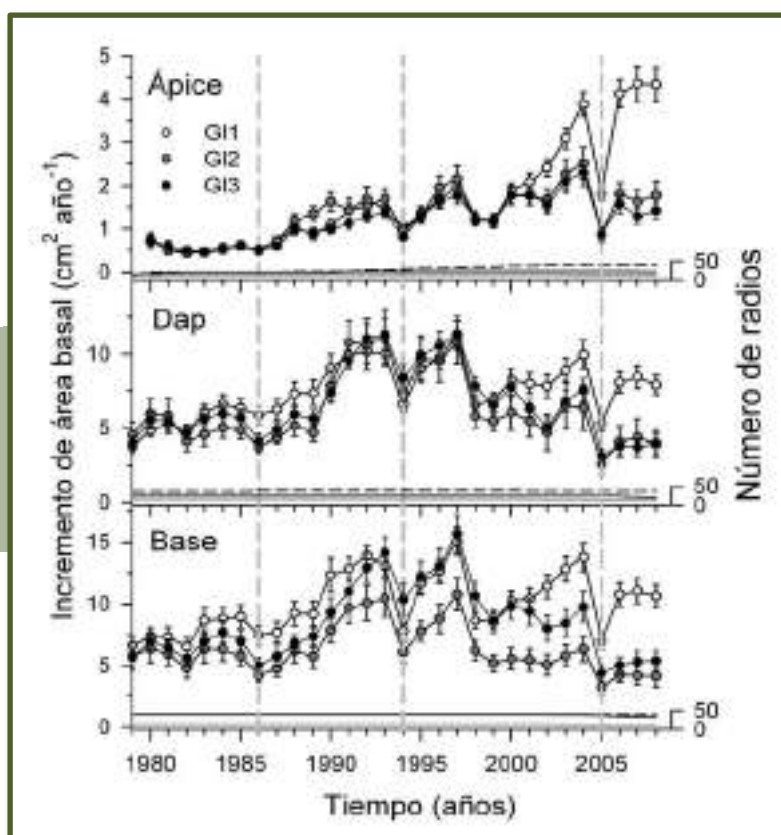 Incremento de área basal (cm² año⁻¹)
Apice
GI1
GI2
GI3
5
4
3
2
1
0
50
0
Dap
10
5
0
50
0
Base
15
10
5
0
50
0
Número de radios
1980 1985 1990 1995 2000 2005
Tiempo (años)